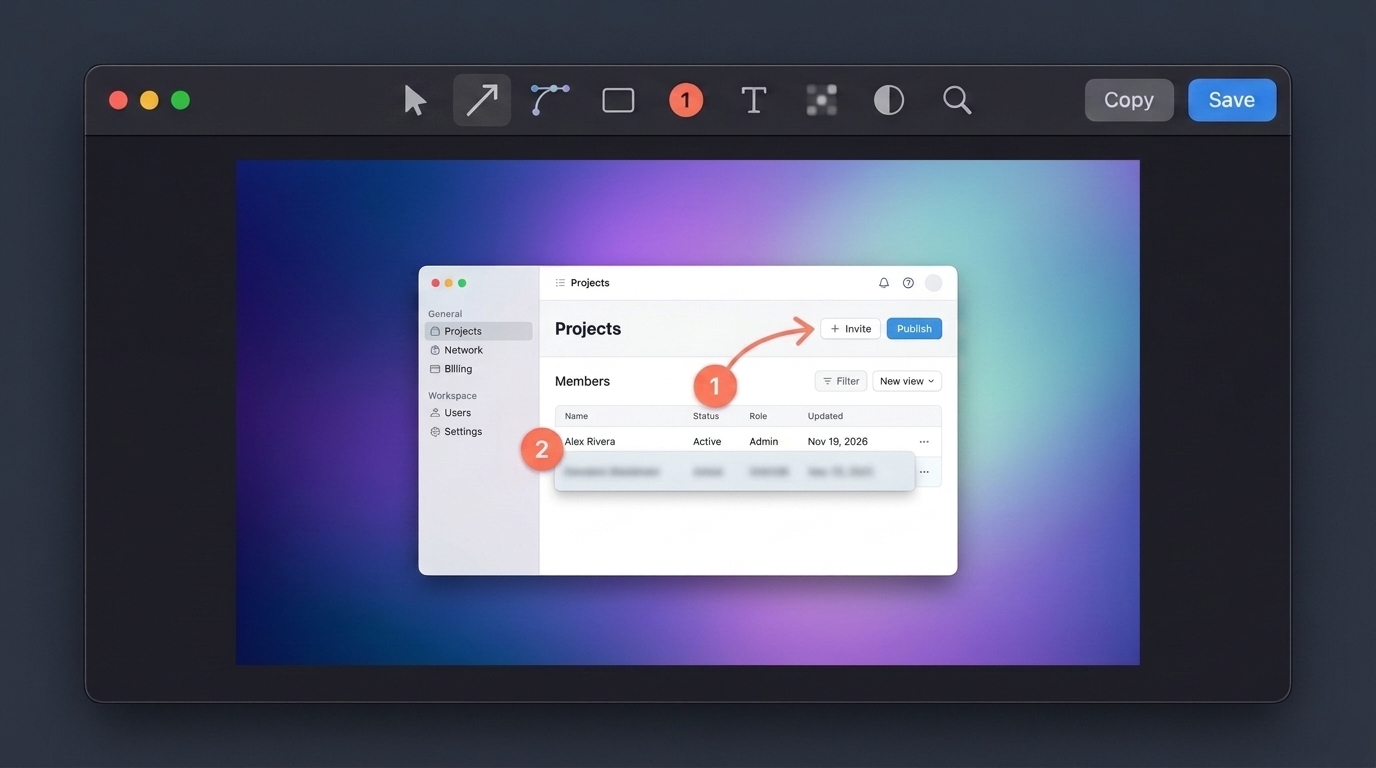 1 T Copy Save
Projects
General
Projects
Network
Billing
Workspace
Users
Settings
Projects
+ Invite Publish
1
Members
Filter New view
Name Status Role Updated
2
Alex Rivera Active Admin Nov 19, 2026 ···
···